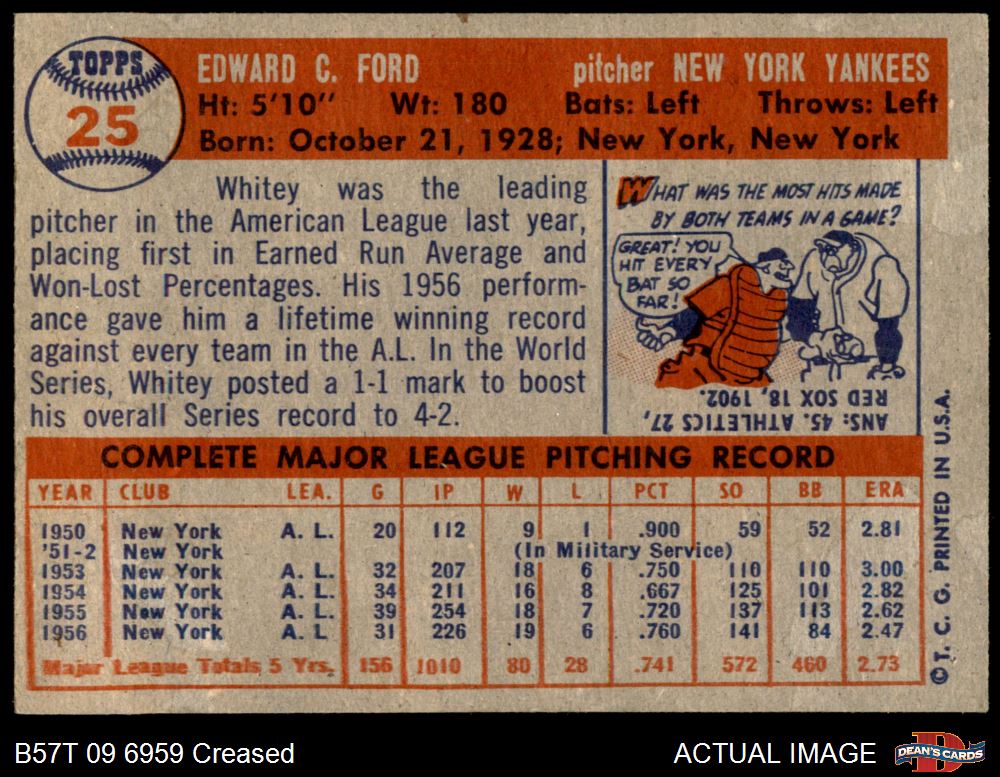 TOPPS
25
EDWARD C. FORD pitcher NEW YORK YANKEES
Ht: 5'10" Wt: 180 Bats: Left Throws: Left
Born: October 21, 1928; New York, New York
Whitey was the leading
pitcher in the American League last year,
placing first in Earned Run Average and
Won-Lost Percentages. His 1956 perform-
ance gave him a lifetime winning record
against every team in the A.L. In the World
Series, Whitey posted a 1-1 mark to boost
his overall Series record to 4-2.
WHAT WAS THE MOST HITS MADE
BY BOTH TEAMS IN A GAME?
GREAT! YOU
HIT EVERY
BAT SO
FAR!
ANS: 45. ATHLETICS 27,
RED SOX 18, 1902.
COMPLETE MAJOR LEAGUE PITCHING RECORD
YEAR CLUB LEA. G IP W L PCT SO BB ERA
1950 New York A. L. 20 112 9 1 .900 59 52 2.81
'51-2 New York (In Military Service)
1953 New York A. L. 32 207 18 6 .750 110 110 3.00
1954 New York A. L. 34 211 16 8 .667 125 101 2.82
1955 New York A. L. 39 254 18 7 .720 137 113 2.62
1956 New York A. L 31 226 19 6 .760 141 84 2.47
Major League Totals 5 Yrs. 156 1010 80 28 .741 572 460 2.73
© T. C. G. PRINTED IN U.S.A.
B57T 09 6959 Creased
ACTUAL IMAGE
D
DEAN'S CARDS